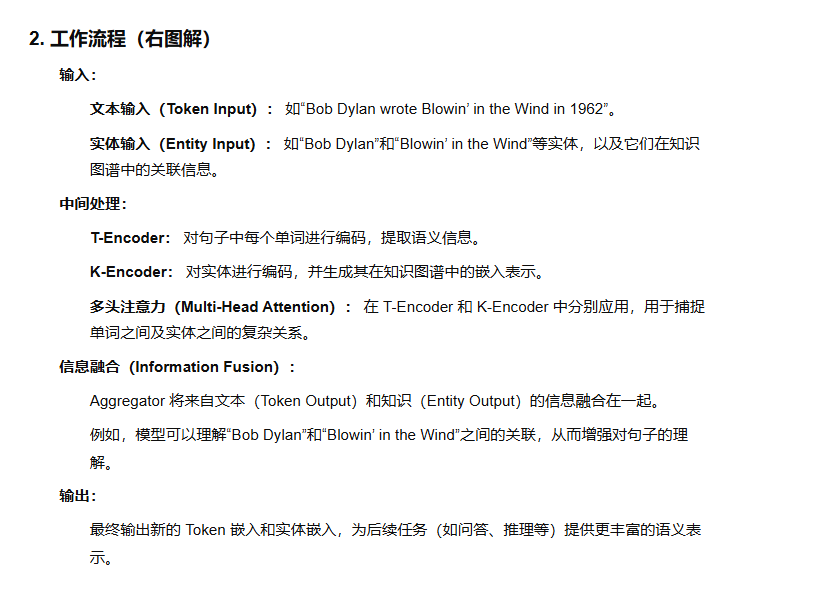 2. 工作流程（右图解）
输入：
文本输入（Token Input）： 如“Bob Dylan wrote Blowin’ in the Wind in 1962”。
实体输入（Entity Input）： 如“Bob Dylan”和“Blowin’ in the Wind”等实体，以及它们在知识
图谱中的关联信息。
中间处理：
T-Encoder： 对句子中每个单词进行编码，提取语义信息。
K-Encoder： 对实体进行编码，并生成其在知识图谱中的嵌入表示。
多头注意力（Multi-Head Attention）： 在 T-Encoder 和 K-Encoder 中分别应用，用于捕捉
单词之间及实体之间的复杂关系。
信息融合（Information Fusion）：
Aggregator 将来自文本（Token Output）和知识（Entity Output）的信息融合在一起。
例如，模型可以理解“Bob Dylan”和“Blowin’ in the Wind”之间的关联，从而增强对句子的理
解。
输出：
最终输出新的 Token 嵌入和实体嵌入，为后续任务（如问答、推理等）提供更丰富的语义表
示。